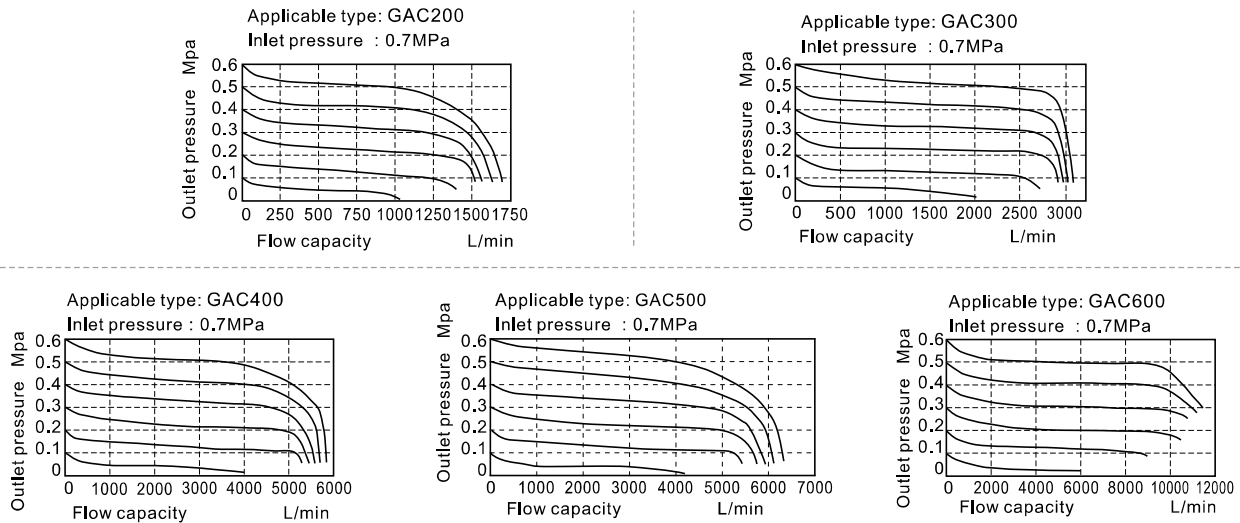 Applicable type: GAC200
Inlet pressure : 0.7MPa
Outlet pressure Mpa
0.6
0.5
0.4
0.3
0.2
0.1
0
0 250 500 750 1000 1250 1500 1750
Flow capacity L/min
Applicable type: GAC300
Inlet pressure : 0.7MPa
Outlet pressure Mpa
0.6
0.5
0.4
0.3
0.2
0.1
0
0 500 1000 1500 2000 2500 3000
Flow capacity L/min
Applicable type: GAC400
Inlet pressure : 0.7MPa
Outlet pressure Mpa
0.6
0.5
0.4
0.3
0.2
0.1
0
0 1000 2000 3000 4000 5000 6000
Flow capacity L/min
Applicable type: GAC500
Inlet pressure : 0.7MPa
Outlet pressure Mpa
0.6
0.5
0.4
0.3
0.2
0.1
0
0 1000 2000 3000 4000 5000 6000 7000
Flow capacity L/min
Applicable type: GAC600
Inlet pressure : 0.7MPa
Outlet pressure Mpa
0.6
0.5
0.4
0.3
0.2
0.1
0
0 2000 4000 6000 8000 10000 12000
Flow capacity L/min